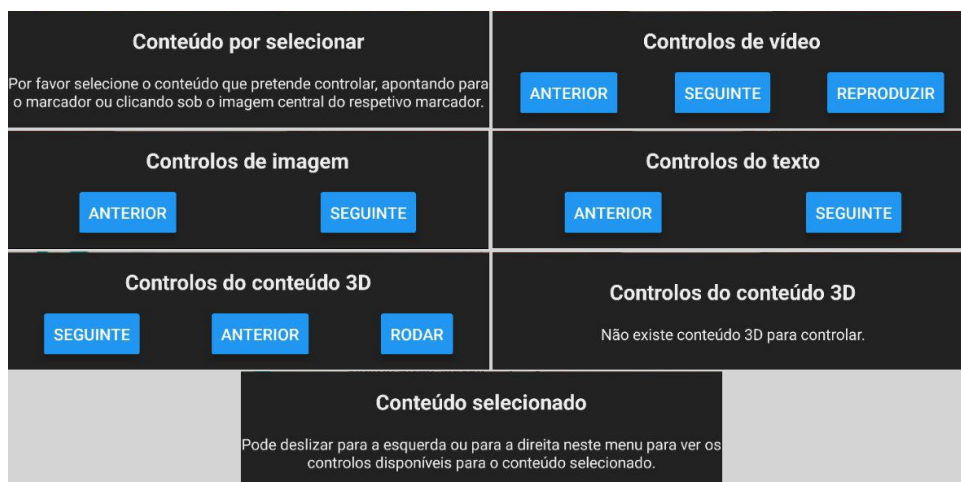 Conteúdo por selecionar
Por favor selecione o conteúdo que pretende controlar, apontando para
o marcador ou clicando sob o imagem central do respetivo marcador.
Controlos de vídeo
ANTERIOR SEGUINTE REPRODUZIR
Controlos de imagem
ANTERIOR SEGUINTE
Controlos do texto
ANTERIOR SEGUINTE
Controlos do conteúdo 3D
SEGUINTE ANTERIOR RODAR
Controlos do conteúdo 3D
Não existe conteúdo 3D para controlar.
Conteúdo selecionado
Pode deslizar para a esquerda ou para a direita neste menu para ver os
controlos disponíveis para o conteúdo selecionado.